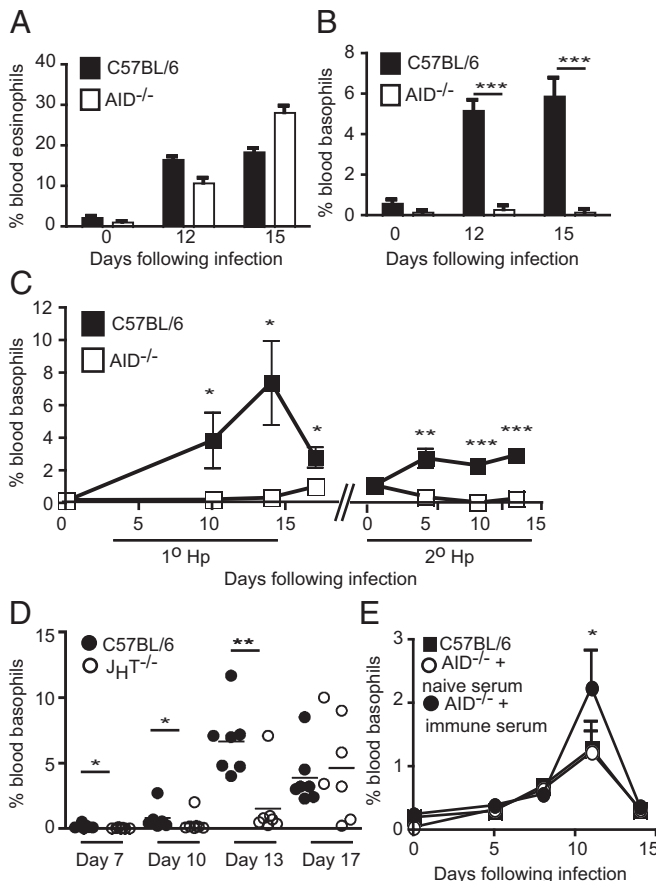 A
C57BL/6
AID-/-
% blood eosinophils
40
30
20
10
0
0 12 15
Days following infection
B
C57BL/6
AID-/-
% blood basophils
8
6
4
2
0
***
***
0 12 15
Days following infection
C
C57BL/6
AID-/-
% blood basophils
12
10
8
6
4
2
0
* * * ** *** ***
0 5 10 15 0 5 10 15
1o Hp 2o Hp
Days following infection
D
C57BL/6
JHT-/-
% blood basophils
15
10
5
0
* * **
Day 7 Day 10 Day 13 Day 17
E
C57BL/6
AID-/- +
naive serum
AID-/- +
immune serum
% blood basophils
3
2
1
0
*
0 5 10 15
Days following infection